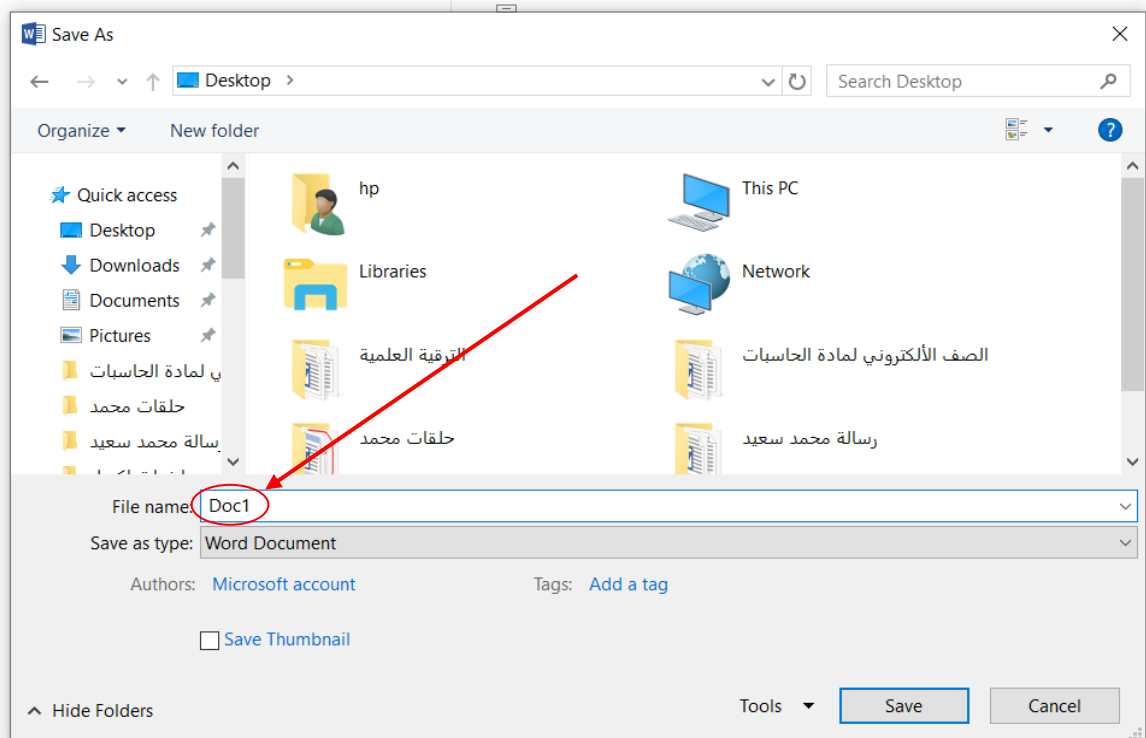 Save As
Desktop
Search Desktop
Organize
New folder
?
Quick access
Desktop
Downloads
Documents
Pictures
ي لمادة الحاسبات
حلقات محمد
رسالة محمد سعيد
hp
This PC
Libraries
Network
الترقية العلمية
الصف الألكتروني لمادة الحاسبات
حلقات محمد
رسالة محمد سعيد
File name: Doc1
Save as type: Word Document
Authors: Microsoft account Tags: Add a tag
Save Thumbnail
Hide Folders
Tools
Save
Cancel